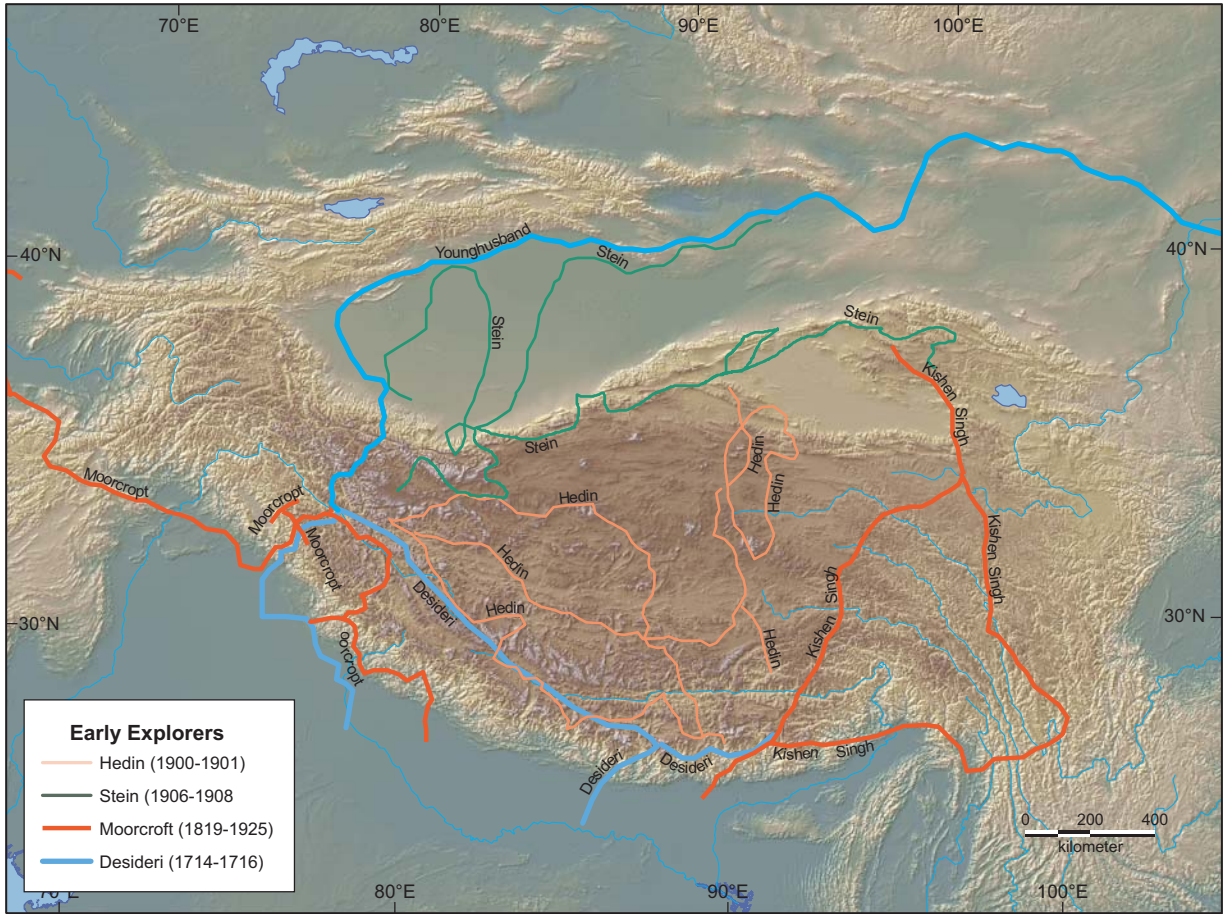 70°E
80°E
90°E
100°E
40°N
40°N
Younghusband
Stein
Stein
Stein
Stein
Kishen
Singh
Moorcropt
Moorcropt
Moorcropt
oorcropt
Hedin
Hedin
Hedin
Hedin
Hedin
Hedin
Desideri
Kishen Singh
Kishen
Singh
30°N
30°N
Desideri
Desideri
Kishen
Singh
Early Explorers
Hedin (1900-1901)
Stein (1906-1908
Moorcroft (1819-1925)
Desideri (1714-1716)
0 200 400
kilometer
70°E
80°E
90°E
100°E